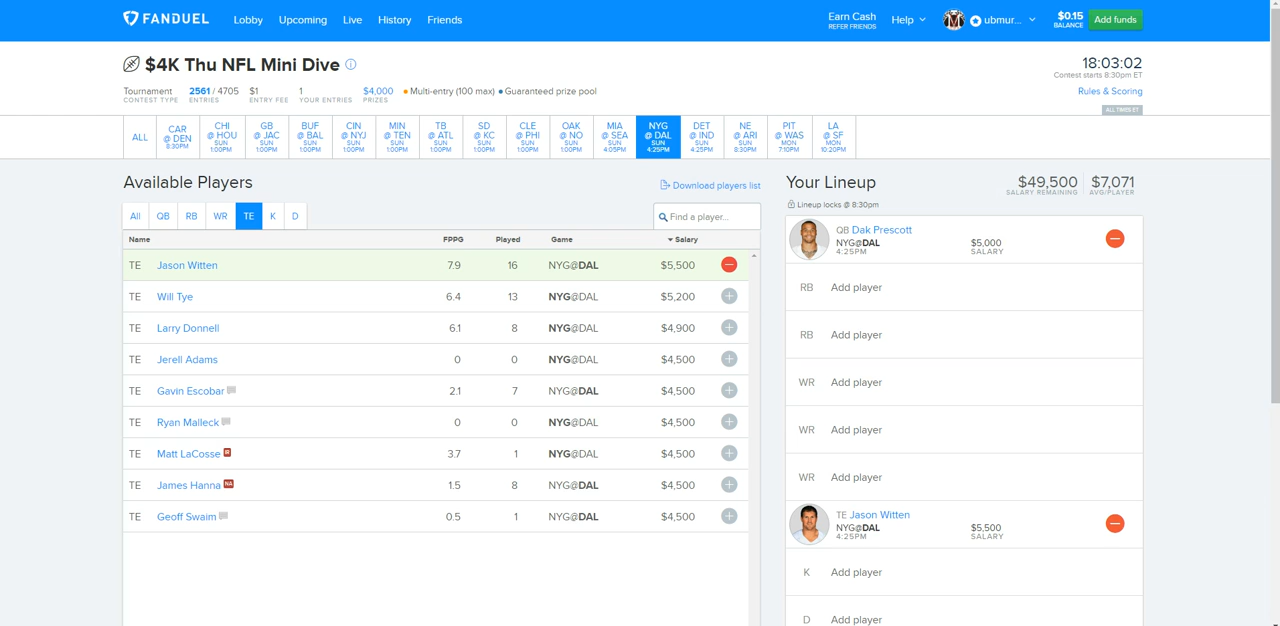 FANDUEL Lobby Upcoming Live History Friends
Earn Cash
REFER FRIENDS
Help
ubmur...
$0.15
BALANCE
Add funds
$4K Thu NFL Mini Dive
18:03:02
Contest starts 8:30pm ET
Tournament
CONTEST TYPE
2561 / 4705
ENTRIES
$1
ENTRY FEE
1
YOUR ENTRIES
$4,000
PRIZES
Multi-entry (100 max)
Guaranteed prize pool
Rules & Scoring
ALL TIMES ET
ALL
CAR
@ DEN
8:30PM
CHI
@ HOU
SUN
1:00PM
GB
@ JAC
SUN
1:00PM
BUF
@ BAL
SUN
1:00PM
CIN
@ NYJ
SUN
1:00PM
MIN
@ TEN
SUN
1:00PM
TB
@ ATL
SUN
1:00PM
SD
@ KC
SUN
1:00PM
CLE
@ PHI
SUN
1:00PM
OAK
@ NO
SUN
1:00PM
MIA
@ SEA
SUN
4:05PM
NYG
@ DAL
SUN
4:25PM
DET
@ IND
SUN
4:25PM
NE
@ ARI
SUN
8:30PM
PIT
@ WAS
MON
7:10PM
LA
@ SF
MON
10:20PM
Available Players
Download players list
All QB RB WR TE K D
Find a player...
Name FPPG Played Game Salary
TE Jason Witten 7.9 16 NYG@DAL $5,500
TE Will Tye 6.4 13 NYG@DAL $5,200
TE Larry Donnell 6.1 8 NYG@DAL $4,900
TE Jerell Adams 0 0 NYG@DAL $4,500
TE Gavin Escobar 2.1 7 NYG@DAL $4,500
TE Ryan Malleck 0 0 NYG@DAL $4,500
TE Matt LaCosse IR 3.7 1 NYG@DAL $4,500
TE James Hanna NA 1.5 8 NYG@DAL $4,500
TE Geoff Swaim 0.5 1 NYG@DAL $4,500
Your Lineup
$49,500
SALARY REMAINING
$7,071
AVG/PLAYER
Lineup locks @ 8:30pm
QB Dak Prescott
NYG@DAL
4:25PM
$5,000
SALARY
RB Add player
RB Add player
WR Add player
WR Add player
WR Add player
TE Jason Witten
NYG@DAL
4:25PM
$5,500
SALARY
K Add player
D Add player